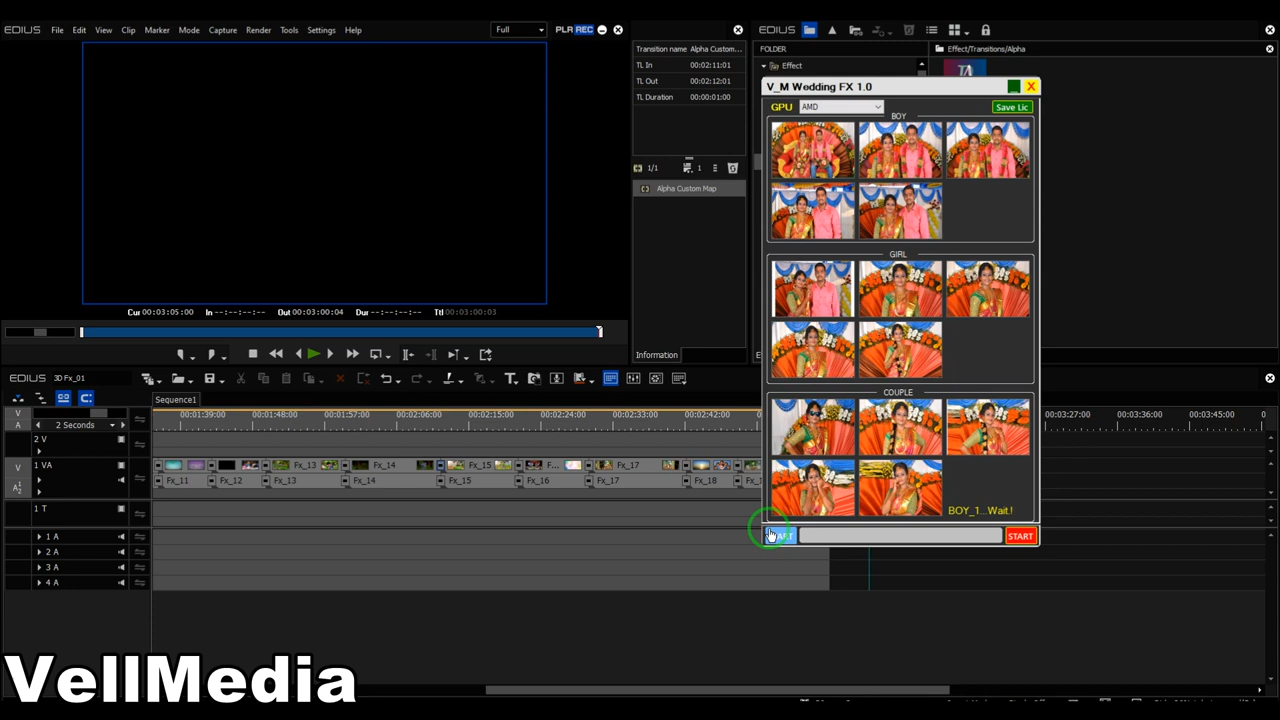 EDIUS File Edit View Clip Marker Mode Capture Render Tools Settings Help
Full
PLR REC
Cur 00:03:05:00 In --:--:--:-- Out 00:03:00:04 Dur --:--:--:-- Ttl 00:03:00:03
Transition name Alpha Custom...
TL In 00:02:11:01
TL Out 00:02:12:01
TL Duration 00:00:01:00
1/1
1
Alpha Custom Map
Information
EDIUS
FOLDER
Effect/Transitions/Alpha
Effect
V_M Wedding FX 1.0
X
GPU AMD
Save Lic
BOY
GIRL
COUPLE
BOY_1...Wait.!
START
EDIUS 3D Fx_01
Sequence1
V
A
2 Seconds
00:01:39:00 00:01:48:00 00:01:57:00 00:02:06:00 00:02:15:00 00:02:24:00 00:02:33:00 00:02:42:00 00:03:27:00 00:03:36:00 00:03:45:00
2 V
V
1 VA Fx_13 Fx_14 Fx_15 F... Fx_17
Fx_11 Fx_12 Fx_13 Fx_14 Fx_15 Fx_16 Fx_17 Fx_18
1 T
1 A
2 A
3 A
4 A
VellMedia